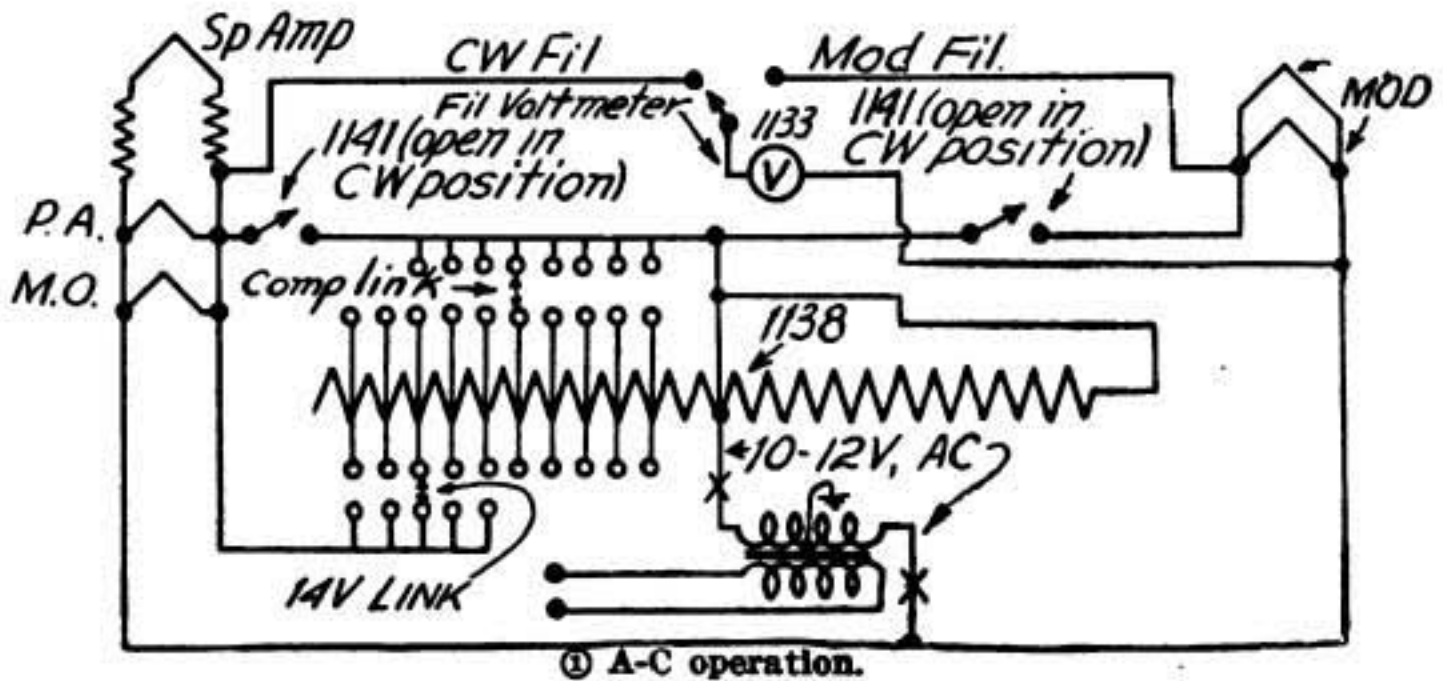 Sp Amp
CW Fil
Mod Fil.
Fil Voltmeter
1133
V
1141 (open in
CW position)
1141 (open in
CW position)
MOD
P.A.
M.O.
Comp link
1138
10-12V, AC
14V LINK
① A-C operation.